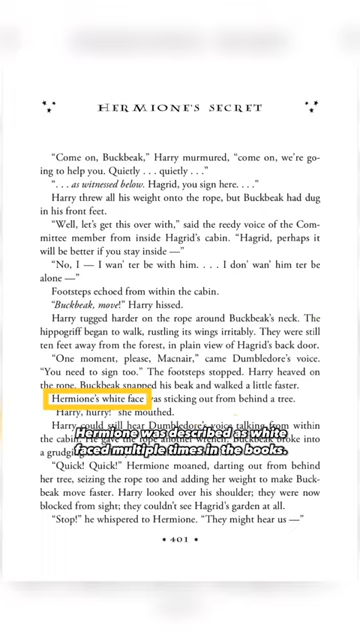 HERMIONE'S SECRET
"Come on, Buckbeak," Harry murmured, "come on, we're go-
ing to help you. Quietly . . . quietly . . ."
". . . as witnessed below. Hagrid, you sign here. . . ."
Harry threw all his weight onto the rope, but Buckbeak had dug
in his front feet.
"Well, let's get this over with," said the reedy voice of the Com-
mittee member from inside Hagrid's cabin. "Hagrid, perhaps it
will be better if you stay inside —"
"No, I — I wan' ter be with him. . . . I don' wan' him ter be
alone —"
Footsteps echoed from within the cabin.
"Buckbeak, move!" Harry hissed.
Harry tugged harder on the rope around Buckbeak's neck. The
hippogriff began to walk, rustling its wings irritably. They were still
ten feet away from the forest, in plain view of Hagrid's back door.
"One moment, please, Macnair," came Dumbledore's voice.
"You need to sign too." The footsteps stopped. Harry heaved on
the rope. Buckbeak snapped his beak and walked a little faster.
Hermione's white face was sticking out from behind a tree.
"Harry, hurry!" she mouthed.
Harry could still hear Dumbledore's voice talking from within
the cabin. He gave the rope another wrench. Buckbeak broke into
a grudging
Hermione was described as white
faced multiple times in the books.
"Quick! Quick!" Hermione moaned, darting out from behind
her tree, seizing the rope too and adding her weight to make Buck-
beak move faster. Harry looked over his shoulder; they were now
blocked from sight; they couldn't see Hagrid's garden at all.
"Stop!" he whispered to Hermione. "They might hear us —"
401